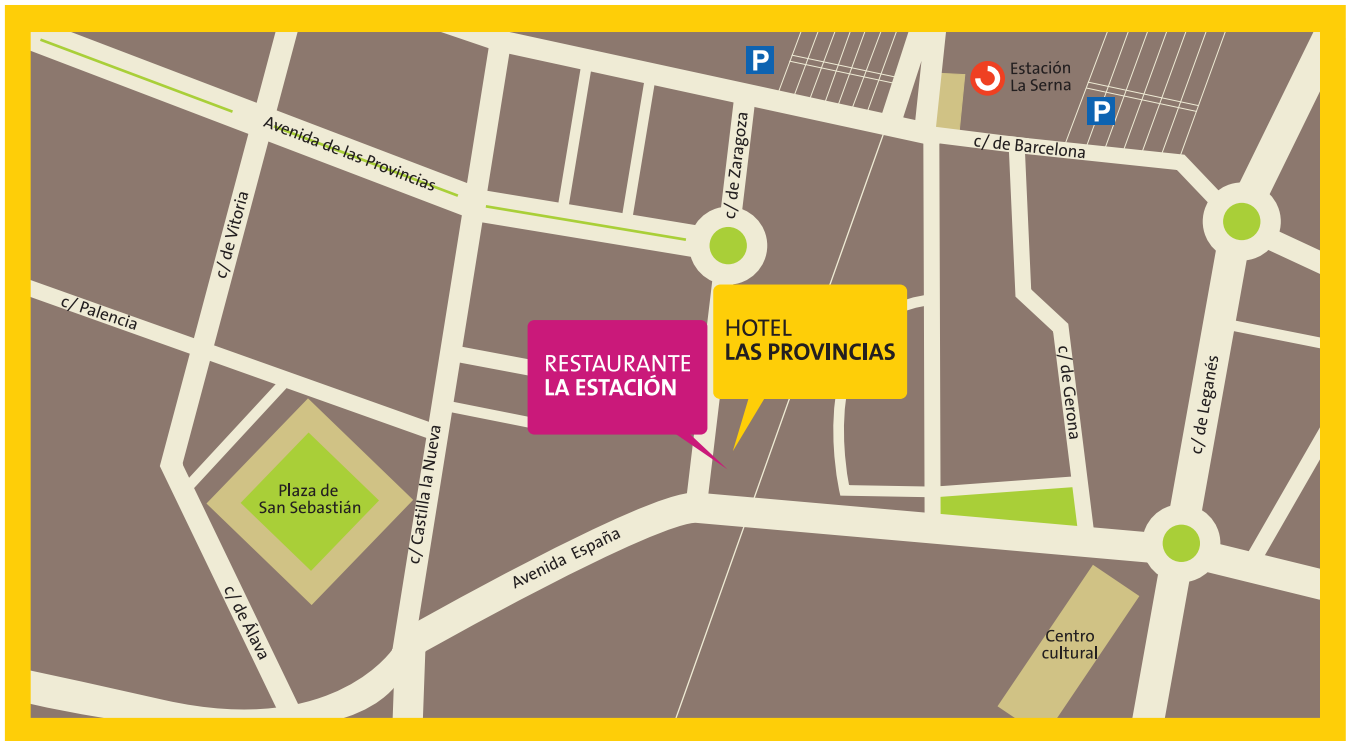 P
Estación
La Serna
P
Avenida de las Provincias
c/ de Zaragoza
c/ de Barcelona
c/ de Vitoria
c/ Palencia
HOTEL
LAS PROVINCIAS
RESTAURANTE
LA ESTACIÓN
c/ de Gerona
c/ de Leganés
Plaza de
San Sebastián
c/ Castilla la Nueva
Avenida España
c/ de Álava
Centro
cultural